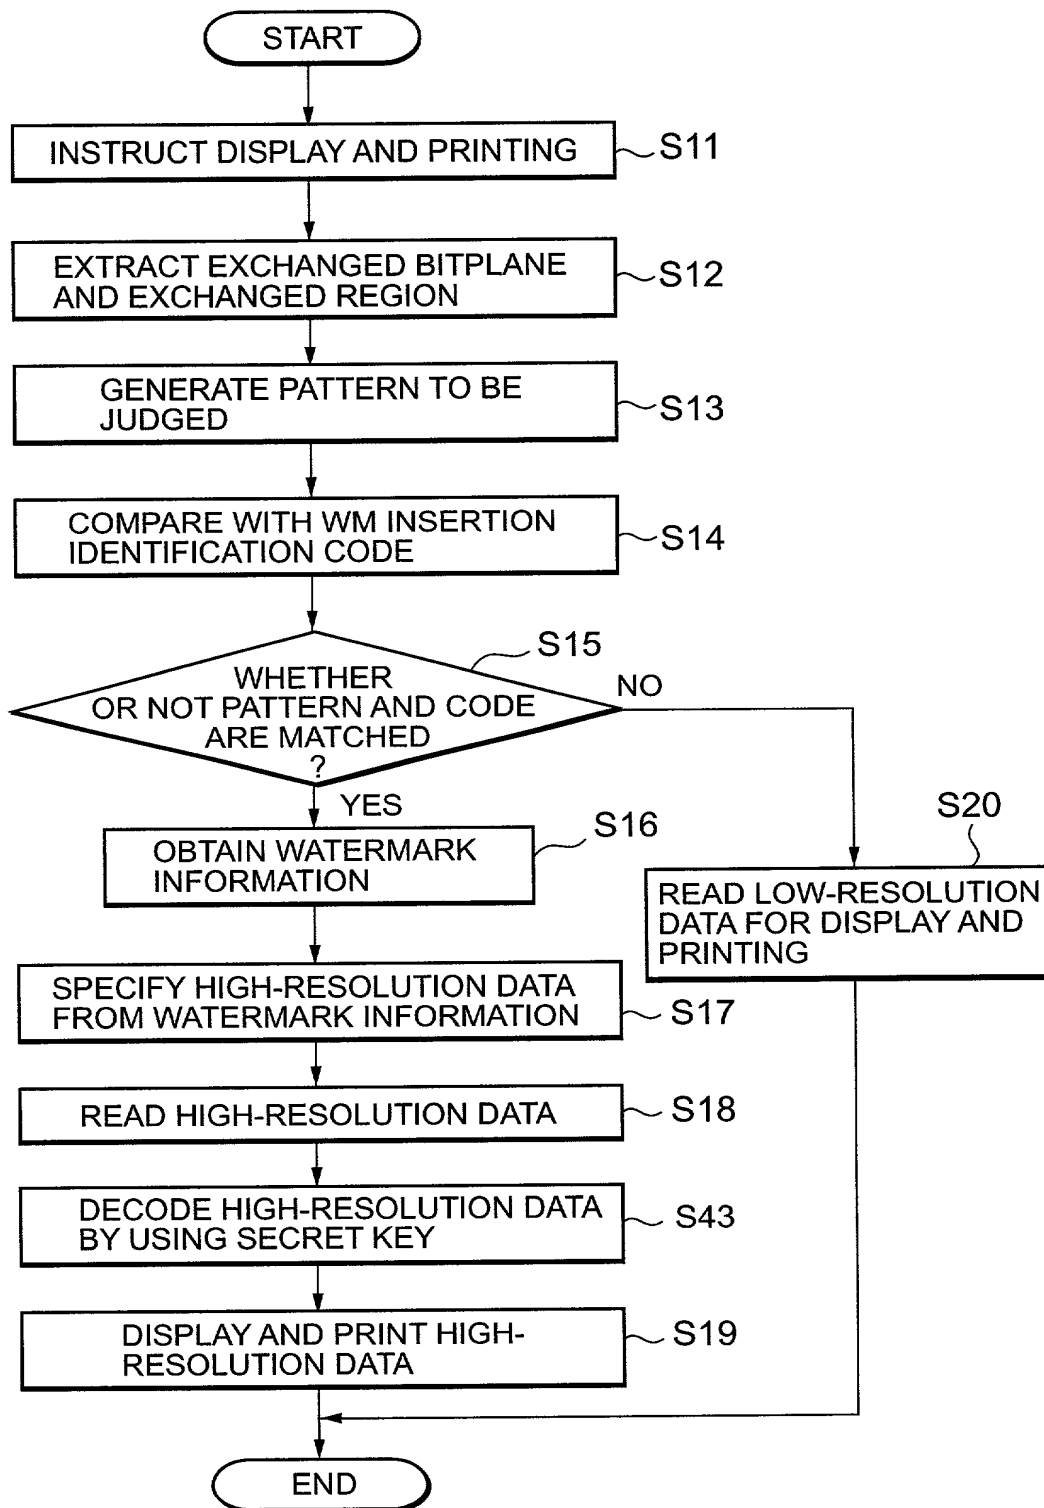 START
INSTRUCT DISPLAY AND PRINTING
S11
EXTRACT EXCHANGED BITPLANE
AND EXCHANGED REGION
S12
GENERATE PATTERN TO BE
JUDGED
S13
COMPARE WITH WM INSERTION
IDENTIFICATION CODE
S14
S15
WHETHER
OR NOT PATTERN AND CODE
ARE MATCHED
?
NO
YES
S16
OBTAIN WATERMARK
INFORMATION
S20
READ LOW-RESOLUTION
DATA FOR DISPLAY AND
PRINTING
SPECIFY HIGH-RESOLUTION DATA
FROM WATERMARK INFORMATION
S17
READ HIGH-RESOLUTION DATA
S18
DECODE HIGH-RESOLUTION DATA
BY USING SECRET KEY
S43
DISPLAY AND PRINT HIGH-
RESOLUTION DATA
S19
END